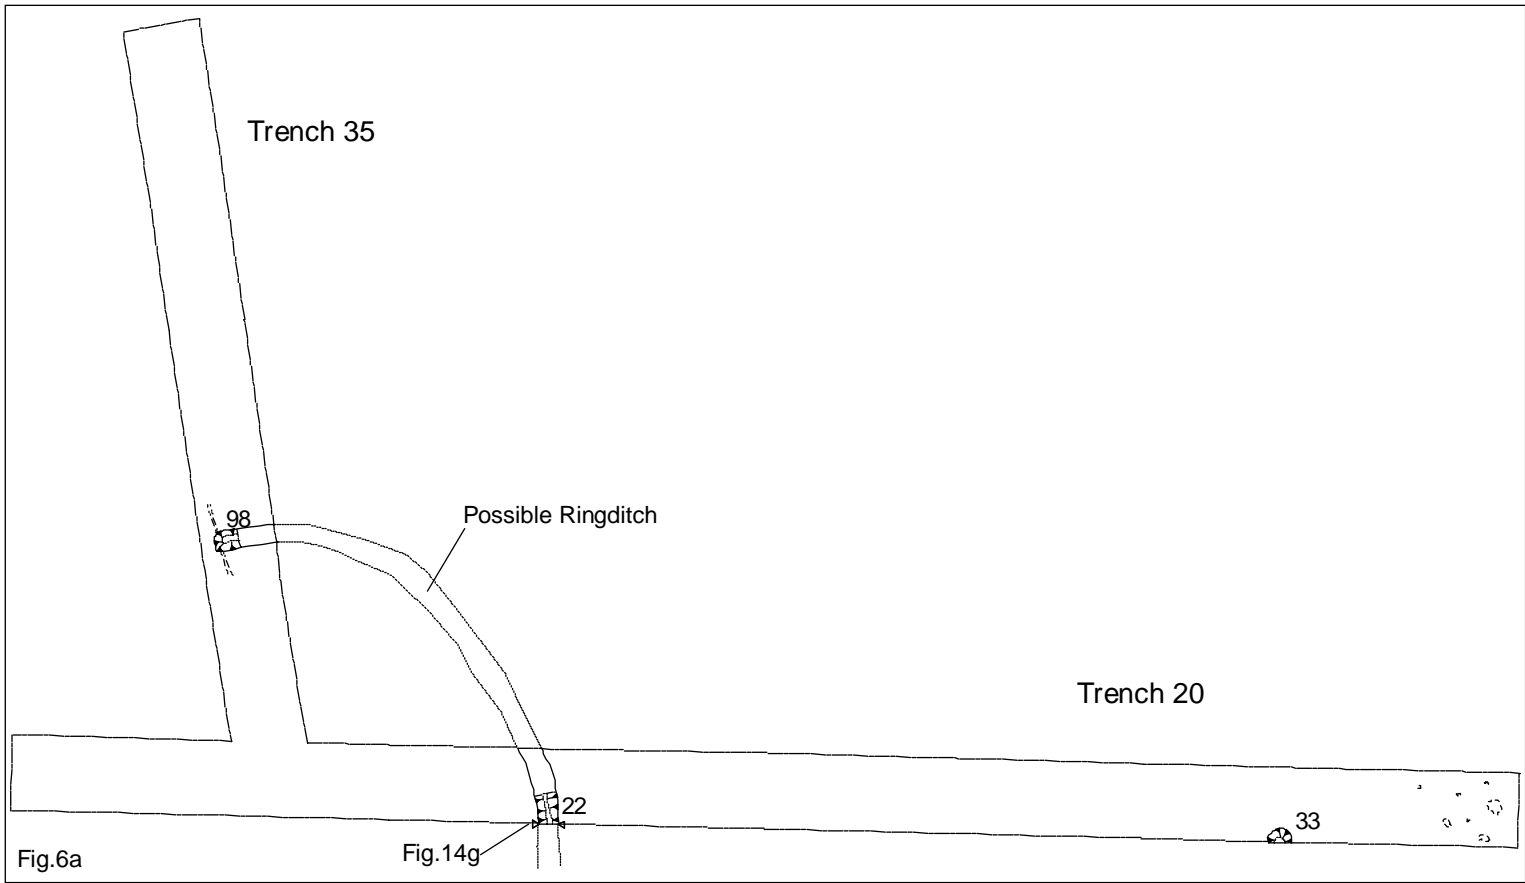 Trench 35
98
Possible Ringditch
Trench 20
22
33
Fig.14g
Fig.6a